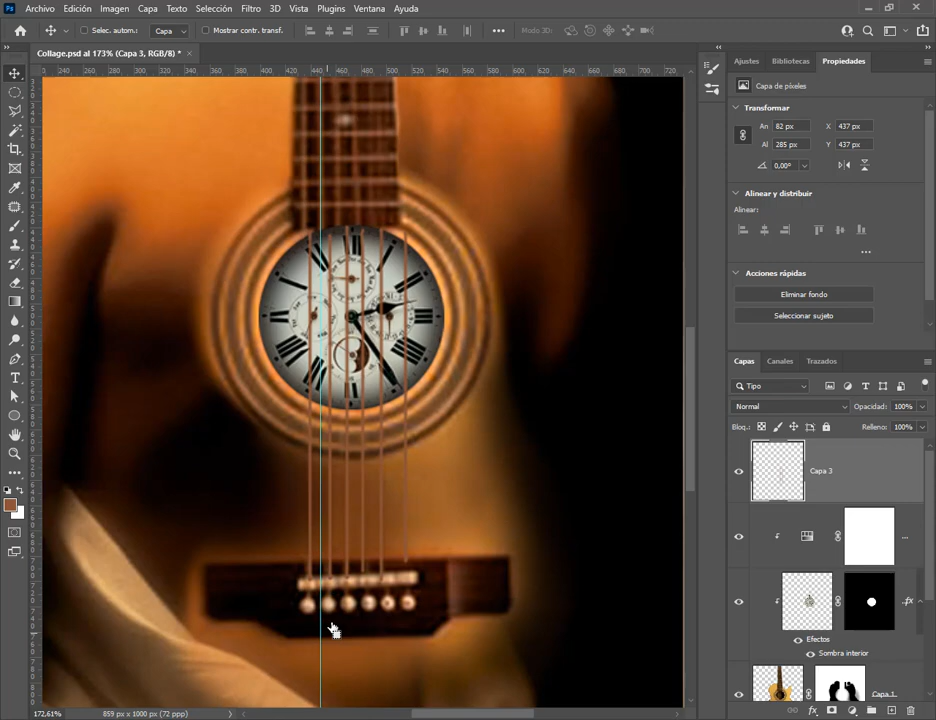 Ps Archivo Edición Imagen Capa Texto Selección Filtro 3D Vista Plugins Ventana Ayuda
Selec. autom.: Capa Mostrar contr. transf. ••• Modo 3D:
Collage.psd al 173% (Capa 3, RGB/8) * ×
240 260 280 300 320 340 360 380 400 420 440 460 480 500 520 540 560 580 600 620 640 660 680 700 720
Ajustes Bibliotecas Propiedades
Capa de píxeles
Transformar
An 82 px X 437 px
Al 285 px Y 437 px
0,00°
Alinear y distribuir
Alinear:
•••
Acciones rápidas
Eliminar fondo
Seleccionar sujeto
Capas Canales Trazados
Tipo
Normal Opacidad: 100%
Bloq.: Relleno: 100%
Capa 3
...
fx
Efectos
Sombra interior
Capa 1
172,61% 859 px x 1000 px (72 ppp)
fx